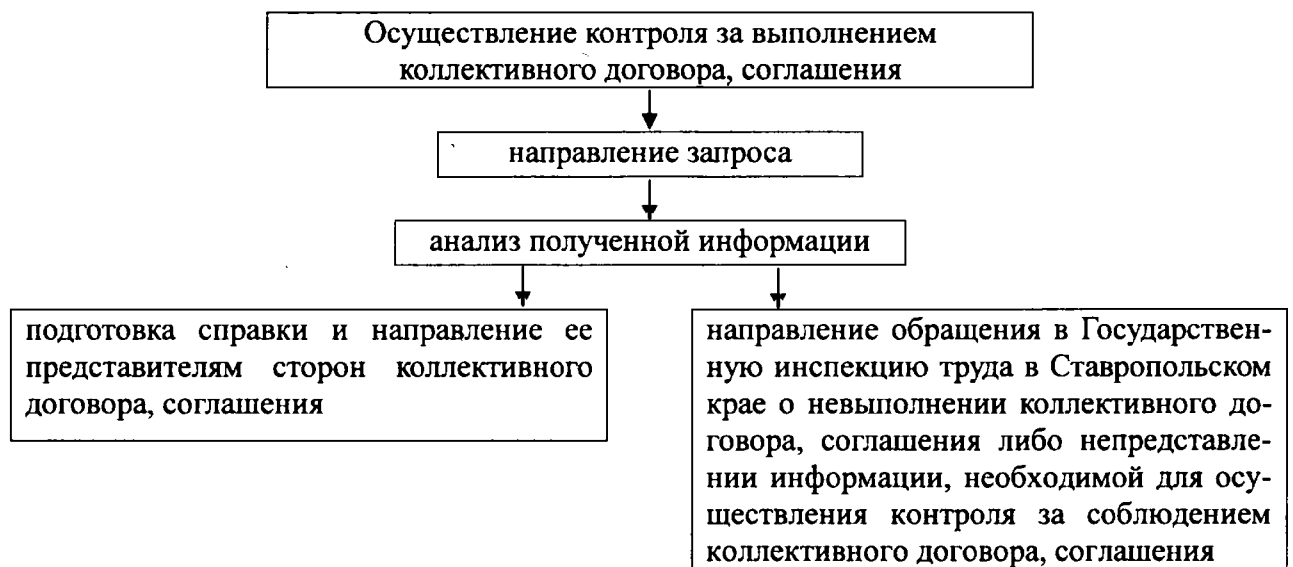 Осуществление контроля за выполнением
коллективного договора, соглашения
направление запроса
анализ полученной информации
подготовка справки и направление ее
представителям сторон коллективного
договора, соглашения
направление обращения в Государствен-
ную инспекцию труда в Ставропольском
крае о невыполнении коллективного до-
говора, соглашения либо непредставле-
нии информации, необходимой для осу-
ществления контроля за соблюдением
коллективного договора, соглашения